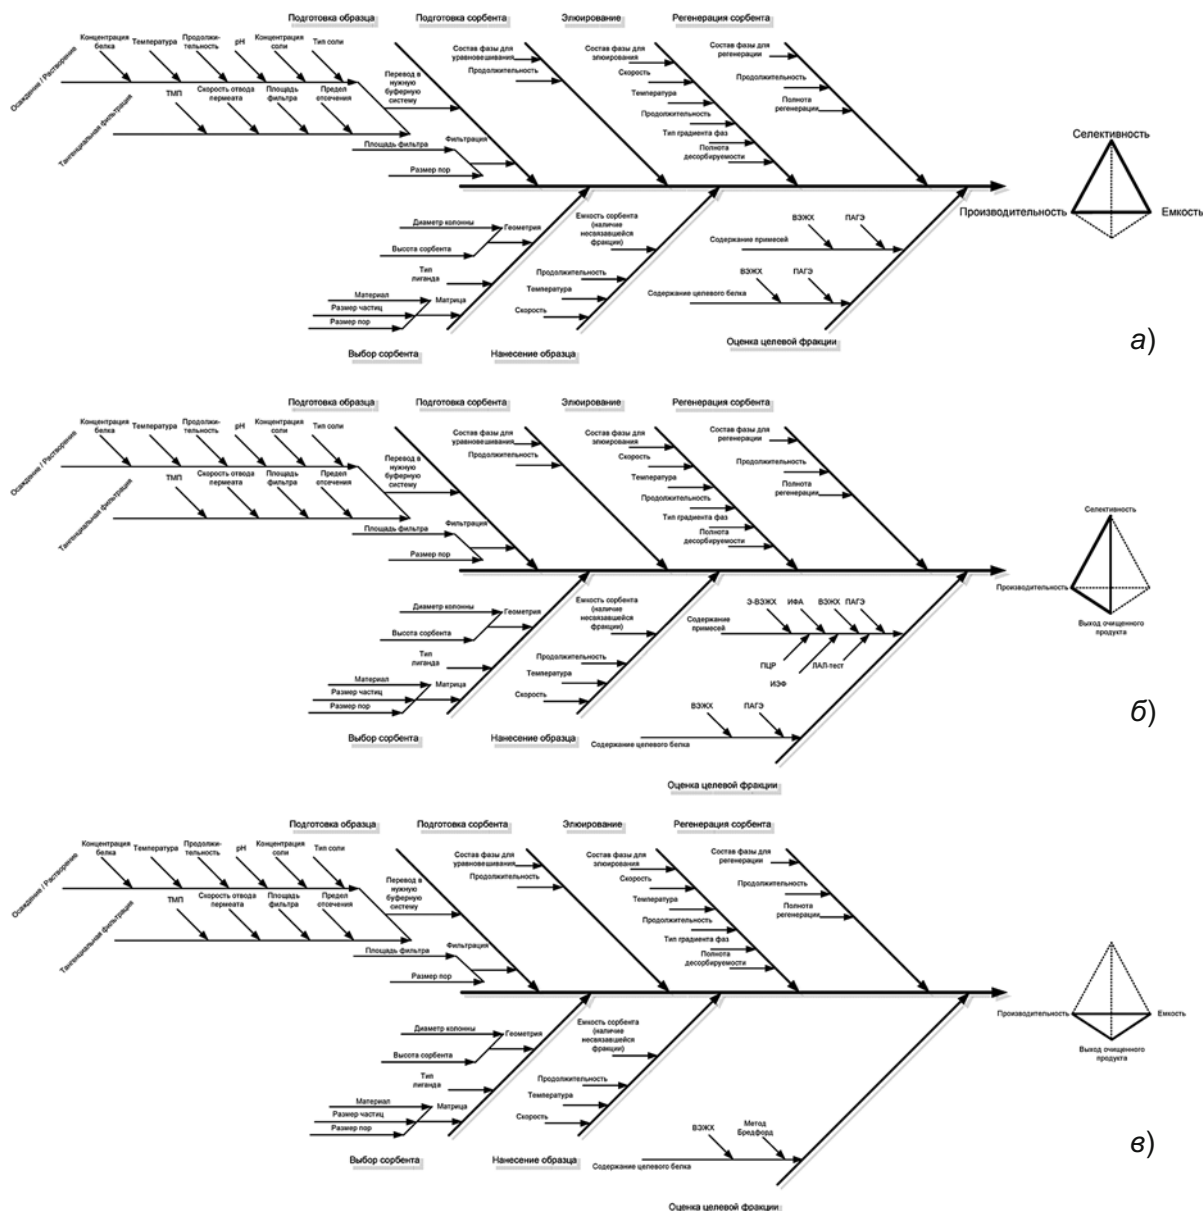 Подготовка образца
Подготовка сорбента
Элюирование
Регенерация сорбента
Концентрация
белка
Температура
Продолжи-
тельность
pH
Концентрация
соли
Тип соли
Осаждение / Растворение
Тангенциальная фильтрация
ТМП
Скорость отвода
пермеата
Площадь
фильтра
Предел
отсечения
Перевод в
нужную
буферную
систему
Фильтрация
Площадь фильтра
Размер пор
Состав фазы для
уравновешивания
Продолжительность
Состав фазы для
элюирования
Скорость
Температура
Продолжительность
Тип градиента фаз
Полнота
десорбируемости
Состав фазы для
регенерации
Продолжительность
Полнота
регенерации
Селективность
Производительность
Емкость
Диаметр колонны
Высота сорбента
Геометрия
Тип
лиганда
Материал
Размер частиц
Размер пор
Матрица
Емкость сорбента
(наличие
несвязавшейся
фракции)
Продолжительность
Температура
Скорость
ВЭЖХ
ПАГЭ
Содержание примесей
ВЭЖХ
ПАГЭ
Содержание целевого белка
Выбор сорбента
Нанесение образца
Оценка целевой фракции
а)
Подготовка образца
Подготовка сорбента
Элюирование
Регенерация сорбента
Концентрация
белка
Температура
Продолжи-
тельность
pH
Концентрация
соли
Тип соли
Осаждение / Растворение
Тангенциальная фильтрация
ТМП
Скорость отвода
пермеата
Площадь
фильтра
Предел
отсечения
Перевод в
нужную
буферную
систему
Фильтрация
Площадь фильтра
Размер пор
Состав фазы для
уравновешивания
Продолжительность
Состав фазы для
элюирования
Скорость
Температура
Продолжительность
Тип градиента фаз
Полнота
десорбируемости
Состав фазы для
регенерации
Продолжительность
Полнота
регенерации
Селективность
Производительность
Выход очищенного
продукта
Диаметр колонны
Высота сорбента
Геометрия
Тип
лиганда
Материал
Размер частиц
Размер пор
Матрица
Емкость сорбента
(наличие
несвязавшейся
фракции)
Продолжительность
Температура
Скорость
Э-ВЭЖХ
ИФА
ВЭЖХ
ПАГЭ
Содержание
примесей
ПЦР
ЛАЛ-тест
ИЭФ
ВЭЖХ
ПАГЭ
Содержание целевого белка
Выбор сорбента
Нанесение образца
Оценка целевой фракции
б)
Подготовка образца
Подготовка сорбента
Элюирование
Регенерация сорбента
Концентрация
белка
Температура
Продолжи-
тельность
pH
Концентрация
соли
Тип соли
Осаждение / Растворение
Тангенциальная фильтрация
ТМП
Скорость отвода
пермеата
Площадь
фильтра
Предел
отсечения
Перевод в
нужную
буферную
систему
Фильтрация
Площадь фильтра
Размер пор
Состав фазы для
уравновешивания
Продолжительность
Состав фазы для
элюирования
Скорость
Температура
Продолжительность
Тип градиента фаз
Полнота
десорбируемости
Состав фазы для
регенерации
Продолжительность
Полнота
регенерации
Производительность
Емкость
Выход очищенного
продукта
Диаметр колонны
Высота сорбента
Геометрия
Тип
лиганда
Материал
Размер частиц
Размер пор
Матрица
Емкость сорбента
(наличие
несвязавшейся
фракции)
Продолжительность
Температура
Скорость
ВЭЖХ
Метод
Бредфорд
Содержание целевого белка
Выбор сорбента
Нанесение образца
Оценка целевой фракции
в)